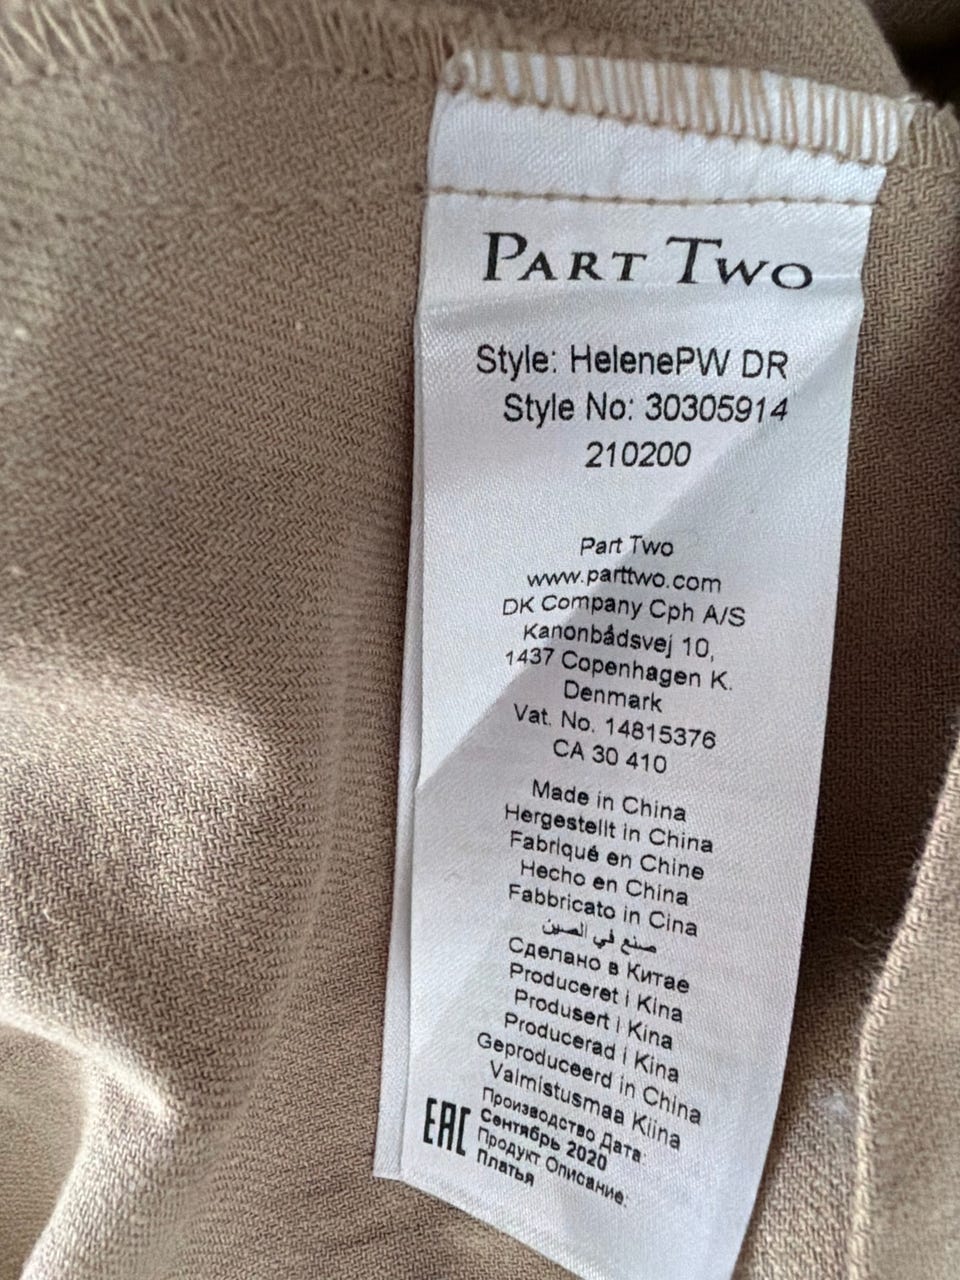 PART TWO
Style: HelenePW DR
Style No: 30305914
210200
Part Two
www.parttwo.com
DK Company Cph A/S
Kanonbådsvej 10,
1437 Copenhagen K.
Denmark
Vat. No. 14815376
CA 30 410
Made in China
Hergestellt in China
Fabriqué en Chine
Hecho en China
Fabbricato in Cina
صنع في الصين
Сделано в Китае
Produceret i Kina
Produsert i Kina
Producerad i Kina
Geproduceerd in China
Valmistusmaa Kiina
EAC
Производство Дата:
Сентябрь 2020
Продукт Описание:
Платья